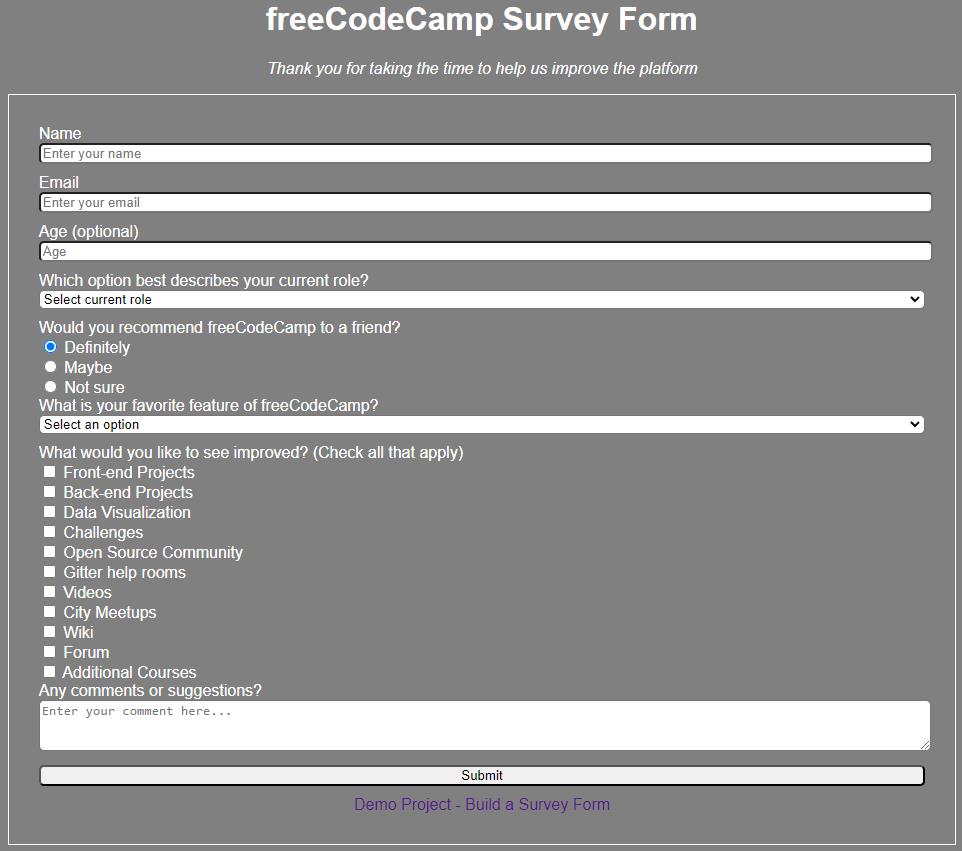 freeCodeCamp Survey Form
Thank you for taking the time to help us improve the platform
Name
Enter your name
Email
Enter your email
Age (optional)
Age
Which option best describes your current role?
Select current role
Would you recommend freeCodeCamp to a friend?
Definitely
Maybe
Not sure
What is your favorite feature of freeCodeCamp?
Select an option
What would you like to see improved? (Check all that apply)
Front-end Projects
Back-end Projects
Data Visualization
Challenges
Open Source Community
Gitter help rooms
Videos
City Meetups
Wiki
Forum
Additional Courses
Any comments or suggestions?
Enter your comment here...
Submit
Demo Project - Build a Survey Form